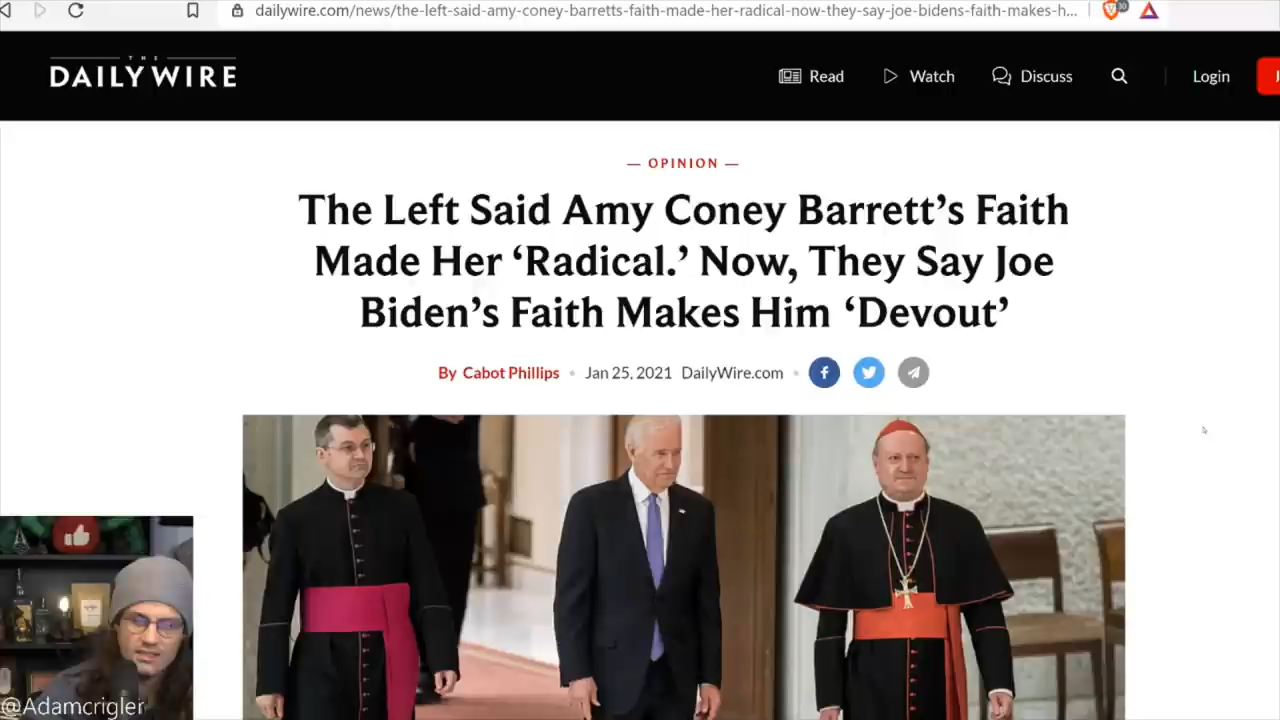 dailywire.com/news/the-left-said-amy-coney-barretts-faith-made-her-radical-now-they-say-joe-bidens-faith-makes-h...
30
THE
DAILY WIRE
Read
Watch
Discuss
Login
J
— OPINION —
The Left Said Amy Coney Barrett’s Faith
Made Her ‘Radical.’ Now, They Say Joe
Biden’s Faith Makes Him ‘Devout’
By Cabot Phillips • Jan 25, 2021 DailyWire.com •
@Adamcrigler